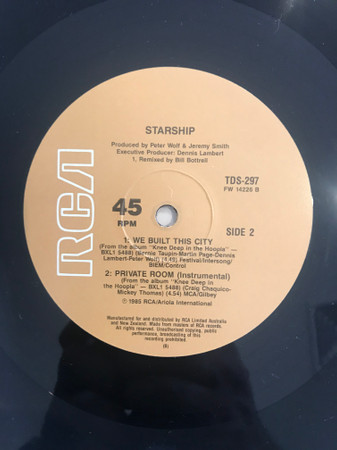 STARSHIP
Produced by Peter Wolf & Jeremy Smith
Executive Producer: Dennis Lambert
1. Remixed by Bill Bottrell
TDS-297
FW 14226 B
RCA
45
RPM
SIDE 2
1: WE BUILT THIS CITY
(From the album "Knee Deep in the Hoopla" —
BXL1 5488) (Bernie Taupin-Martin Page-Dennis
Lambert-Peter Wolf) (4.49) Festival/Intersong/
BIEM/Control
2: PRIVATE ROOM (Instrumental)
(From the album "Knee Deep in
the Hoopla" — BXL1 5488) (Craig Chaquico-
Mickey Thomas) (4.54) MCA/Gilbey
℗ 1985 RCA/Ariola International
Manufactured for and distributed by RCA Limited Australia
and New Zealand. Made from masters of RCA records.
All rights reserved. Unauthorised copying, public
performance, broadcasting of this
recording prohibited.